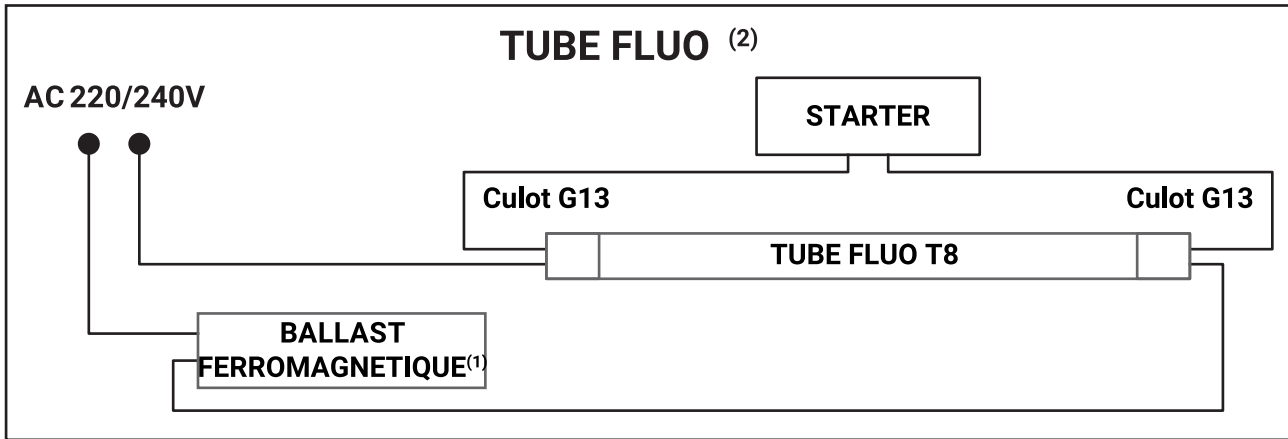 TUBE FLUO (2)
AC 220/240V
STARTER
Culot G13
Culot G13
TUBE FLUO T8
BALLAST
FERROMAGNETIQUE(1)